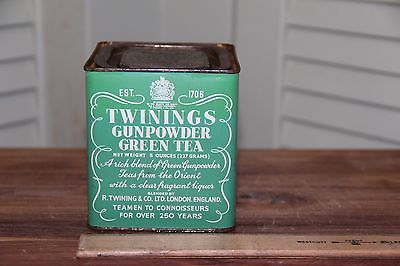 EST. 1706
TWININGS
GUNPOWDER
GREEN TEA
NET WEIGHT 8 OUNCES (227 GRAMS)
A rich blend of Green Gunpowder
Teas from the Orient
with a clear fragrant liquor
BLENDED BY
R. TWINING & CO. LTD. LONDON, ENGLAND.
TEAMEN TO CONNOISSEURS
FOR OVER 250 YEARS